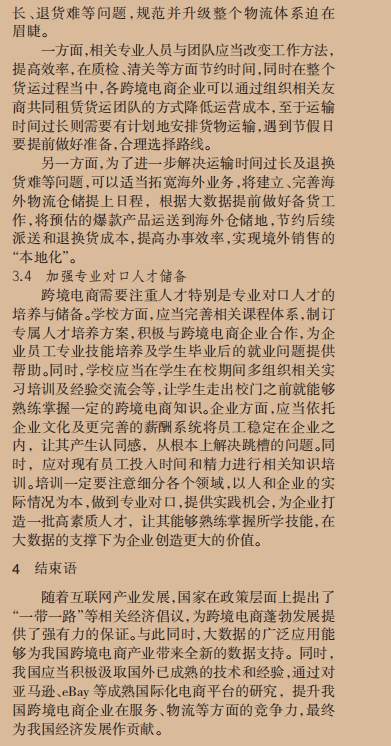 长、退货难等问题,规范并升级整个物流体系迫在
眉睫。
一方面,相关专业人员与团队应当改变工作方法,
提高效率,在质检、清关等方面节约时间,同时在整个
货运过程当中,各跨境电商企业可以通过组织相关友
商共同租赁货运团队的方式降低运营成本,至于运输
时间过长则需要有计划地安排货物运输,遇到节假日
要提前做好准备,合理选择路线。
另一方面,为了进一步解决运输时间过长及退换
货难等问题,可以适当拓宽海外业务,将建立、完善海
外物流仓储提上日程，根据大数据提前做好备货工
作,将预估的爆款产品运送到海外仓储地,节约后续
派送和退换货成本,提高办事效率,实现境外销售的
“本地化”。
3.4 加强专业对口人才储备
跨境电商需要注重人才特别是专业对口人才的
培养与储备。学校方面,应当完善相关课程体系,制订
专属人才培养方案,积极与跨境电商企业合作,为企
业员工专业技能培养及学生毕业后的就业问题提供
帮助。同时,学校应当在学生在校期间多组织相关实
习培训及经验交流会等,让学生走出校门之前就能够
熟练掌握一定的跨境电商知识。企业方面,应当依托
企业文化及更完善的薪酬系统将员工稳定在企业之
内，让其产生认同感，从根本上解决跳槽的问题。同
时，应对现有员工投入时间和精力进行相关知识培
训。培训一定要注意细分各个领域,以人和企业的实
际情况为本,做到专业对口,提供实践机会,为企业打
造一批高素质人才，让其能够熟练掌握所学技能,在
大数据的支撑下为企业创造更大的价值。
4 结束语
随着互联网产业发展,国家在政策层面上提出了
“一带一路”等相关经济倡议,为跨境电商蓬勃发展提
供了强有力的保证。与此同时,大数据的广泛应用能
够为我国跨境电商产业带来全新的数据支持。同时,
我国应当积极汲取国外已成熟的技术和经验,通过对
亚马逊、eBay 等成熟国际化电商平台的研究，提升我
国跨境电商企业在服务、物流等方面的竞争力,最终
为我国经济发展作贡献。